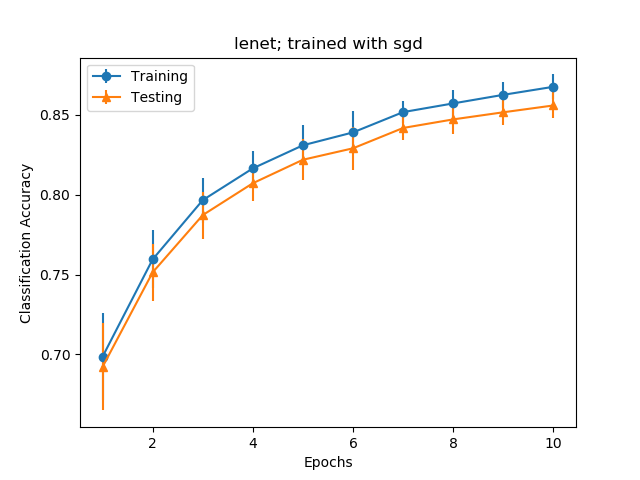 lenet; trained with sgd
Training
Testing
0.85
0.80
0.75
0.70
Classification Accuracy
2 4 6 8 10
Epochs